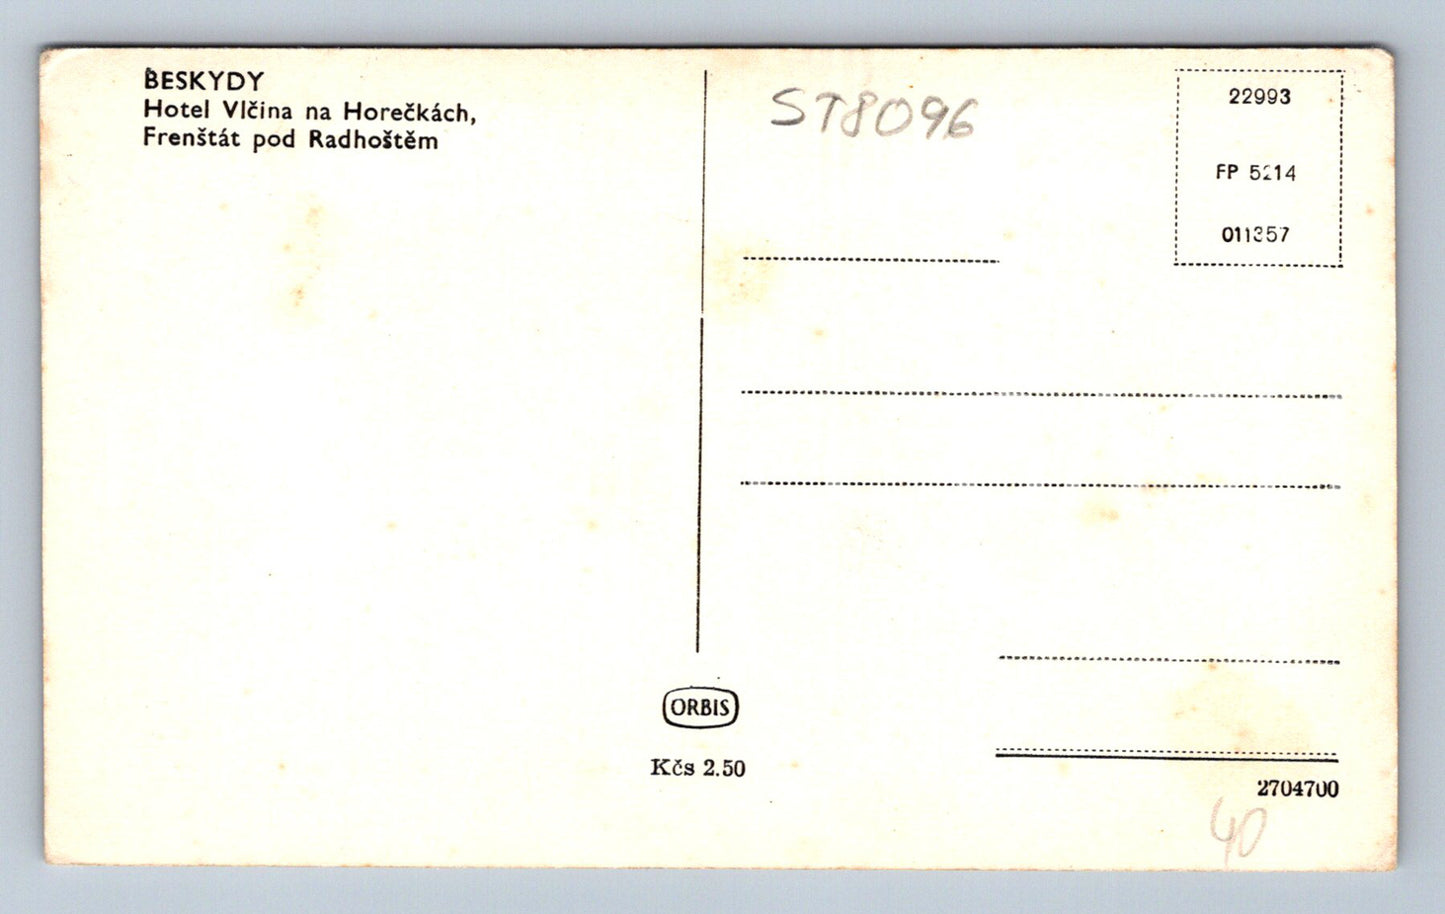 BESKYDY
Hotel Vlčina na Horečkách,
Frenštát pod Radhoštěm
ST8096
22993
FP 5214
011357
ORBIS
Kčs 2.50
2704700
40